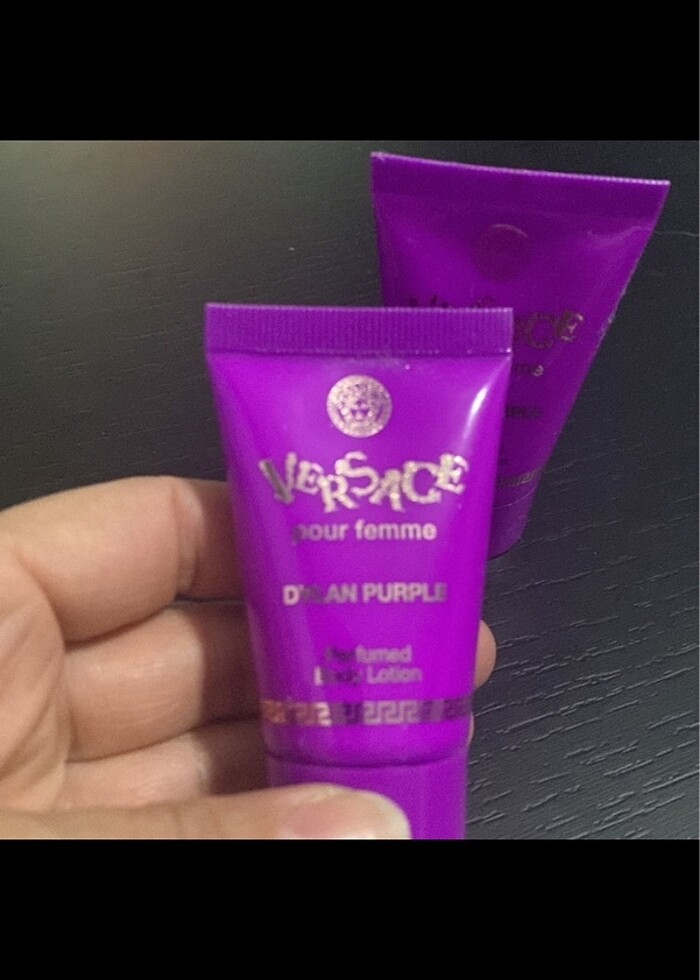 VERSACE
pour femme
DYLAN PURPLE
Perfumed
Body Lotion